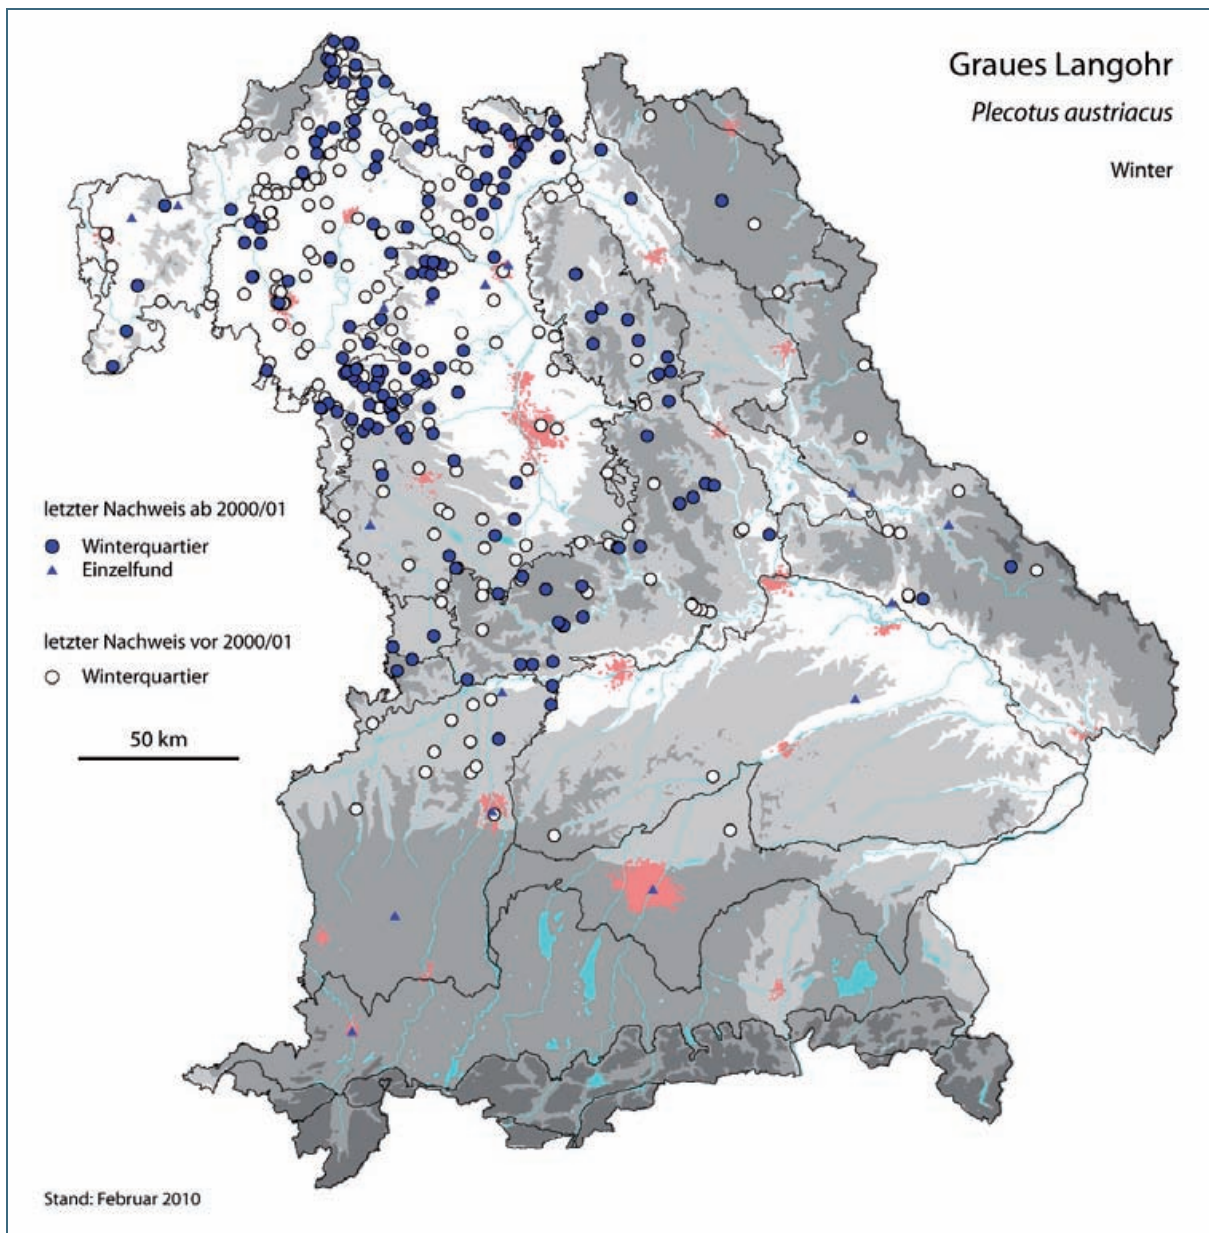 Graues Langohr
Plecotus austriacus
Winter
letzter Nachweis ab 2000/01
Winterquartier
Einzelfund
letzter Nachweis vor 2000/01
Winterquartier
50 km
Stand: Februar 2010